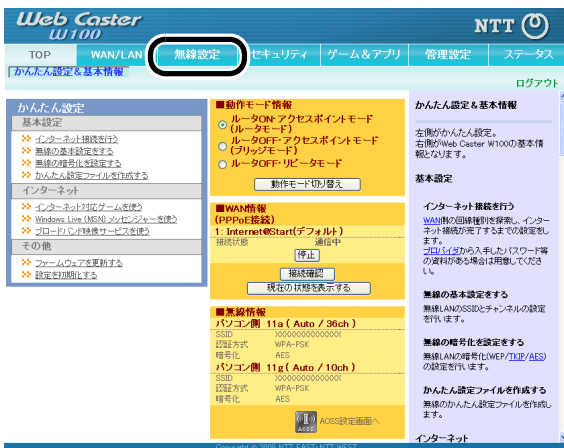 Web Caster
W100
NTT
TOP WAN/LAN 無線設定 セキュリティ ゲーム&アプリ 管理設定 ステータス
かんたん設定&基本情報
ログアウト
かんたん設定
基本設定
インターネット接続を行う
無線の基本設定をする
無線の暗号化を設定する
かんたん設定ファイルを作成する
インターネット
インターネット対応ゲームを使う
Windows Live (MSN) メッセンジャーを使う
ブロードバンド映像サービスを使う
その他
ファームウェアを更新する
設定を初期化する
■動作モード情報
ルータON・アクセスポイントモード
(ルータモード)
ルータOFF・アクセスポイントモード
(ブリッジモード)
ルータOFF・リピータモード
動作モード切り替え
■WAN情報
(PPPoE接続)
1: Internet@Start(デフォルト)
接続状態 通信中
停止
接続確認
現在の状態を表示する
■無線情報
パソコン側 11a ( Auto / 36ch )
SSID XXXXXXXXXXXXX
認証方式 WPA-PSK
暗号化 AES
パソコン側 11g ( Auto / 10ch )
SSID XXXXXXXXXXXXX
認証方式 WPA-PSK
暗号化 AES
AOSS AOSS設定画面へ
かんたん設定&基本情報
左側がかんたん設定。
右側がWeb Caster W100の基本情
報となります。
基本設定
インターネット接続を行う
WAN側の回線種別を探索し、インター
ネット接続が完了するまでの設定をし
ます。
プロバイダから入手したパスワード等
の資料がある場合は用意してくださ
い。
無線の基本設定をする
無線LANのSSIDとチャンネルの設定
を行います。
無線の暗号化を設定する
無線LANの暗号化(WEP/TKIP/AES)
の設定を行います。
かんたん設定ファイルを作成する
無線のかんたん設定ファイルを作成し
ます。
インターネット
Copyright © 2008 NTT EAST・NTT WEST